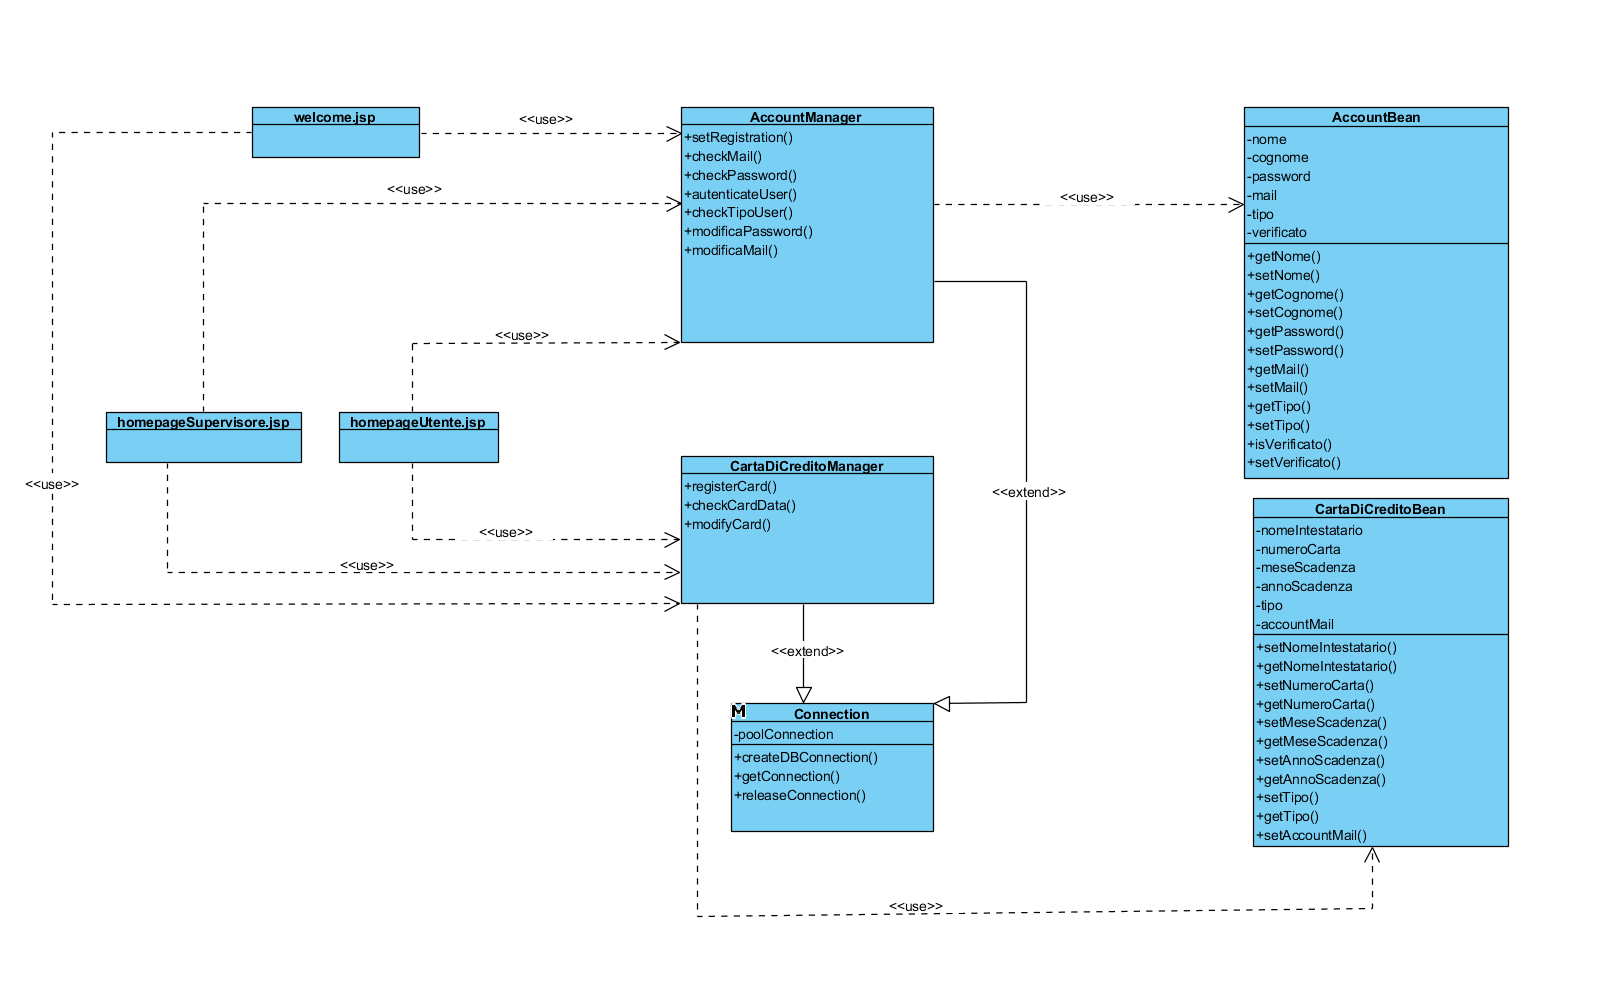 welcome.jsp
<<use>>
<<use>>
<<use>>
AccountManager
+setRegistration()
+checkMail()
+checkPassword()
+autenticateUser()
+checkTipoUser()
+modificaPassword()
+modificaMail()
<<use>>
AccountBean
-nome
-cognome
-password
-mail
-tipo
-verificato
+getNome()
+setNome()
+getCognome()
+setCognome()
+getPassword()
+setPassword()
+getMail()
+setMail()
+getTipo()
+setTipo()
+isVerificato()
+setVerificato()
homepageSupervisore.jsp
homepageUtente.jsp
<<use>>
<<use>>
<<use>>
CartaDiCreditoManager
+registerCard()
+checkCardData()
+modifyCard()
<<extend>>
<<extend>>
M
Connection
-poolConnection
+createDBConnection()
+getConnection()
+releaseConnection()
CartaDiCreditoBean
-nomeIntestatario
-numeroCarta
-meseScadenza
-annoScadenza
-tipo
-accountMail
+setNomeIntestatario()
+getNomeIntestatario()
+setNumeroCarta()
+getNumeroCarta()
+setMeseScadenza()
+getMeseScadenza()
+setAnnoScadenza()
+getAnnoScadenza()
+setTipo()
+getTipo()
+setAccountMail()
<<use>>